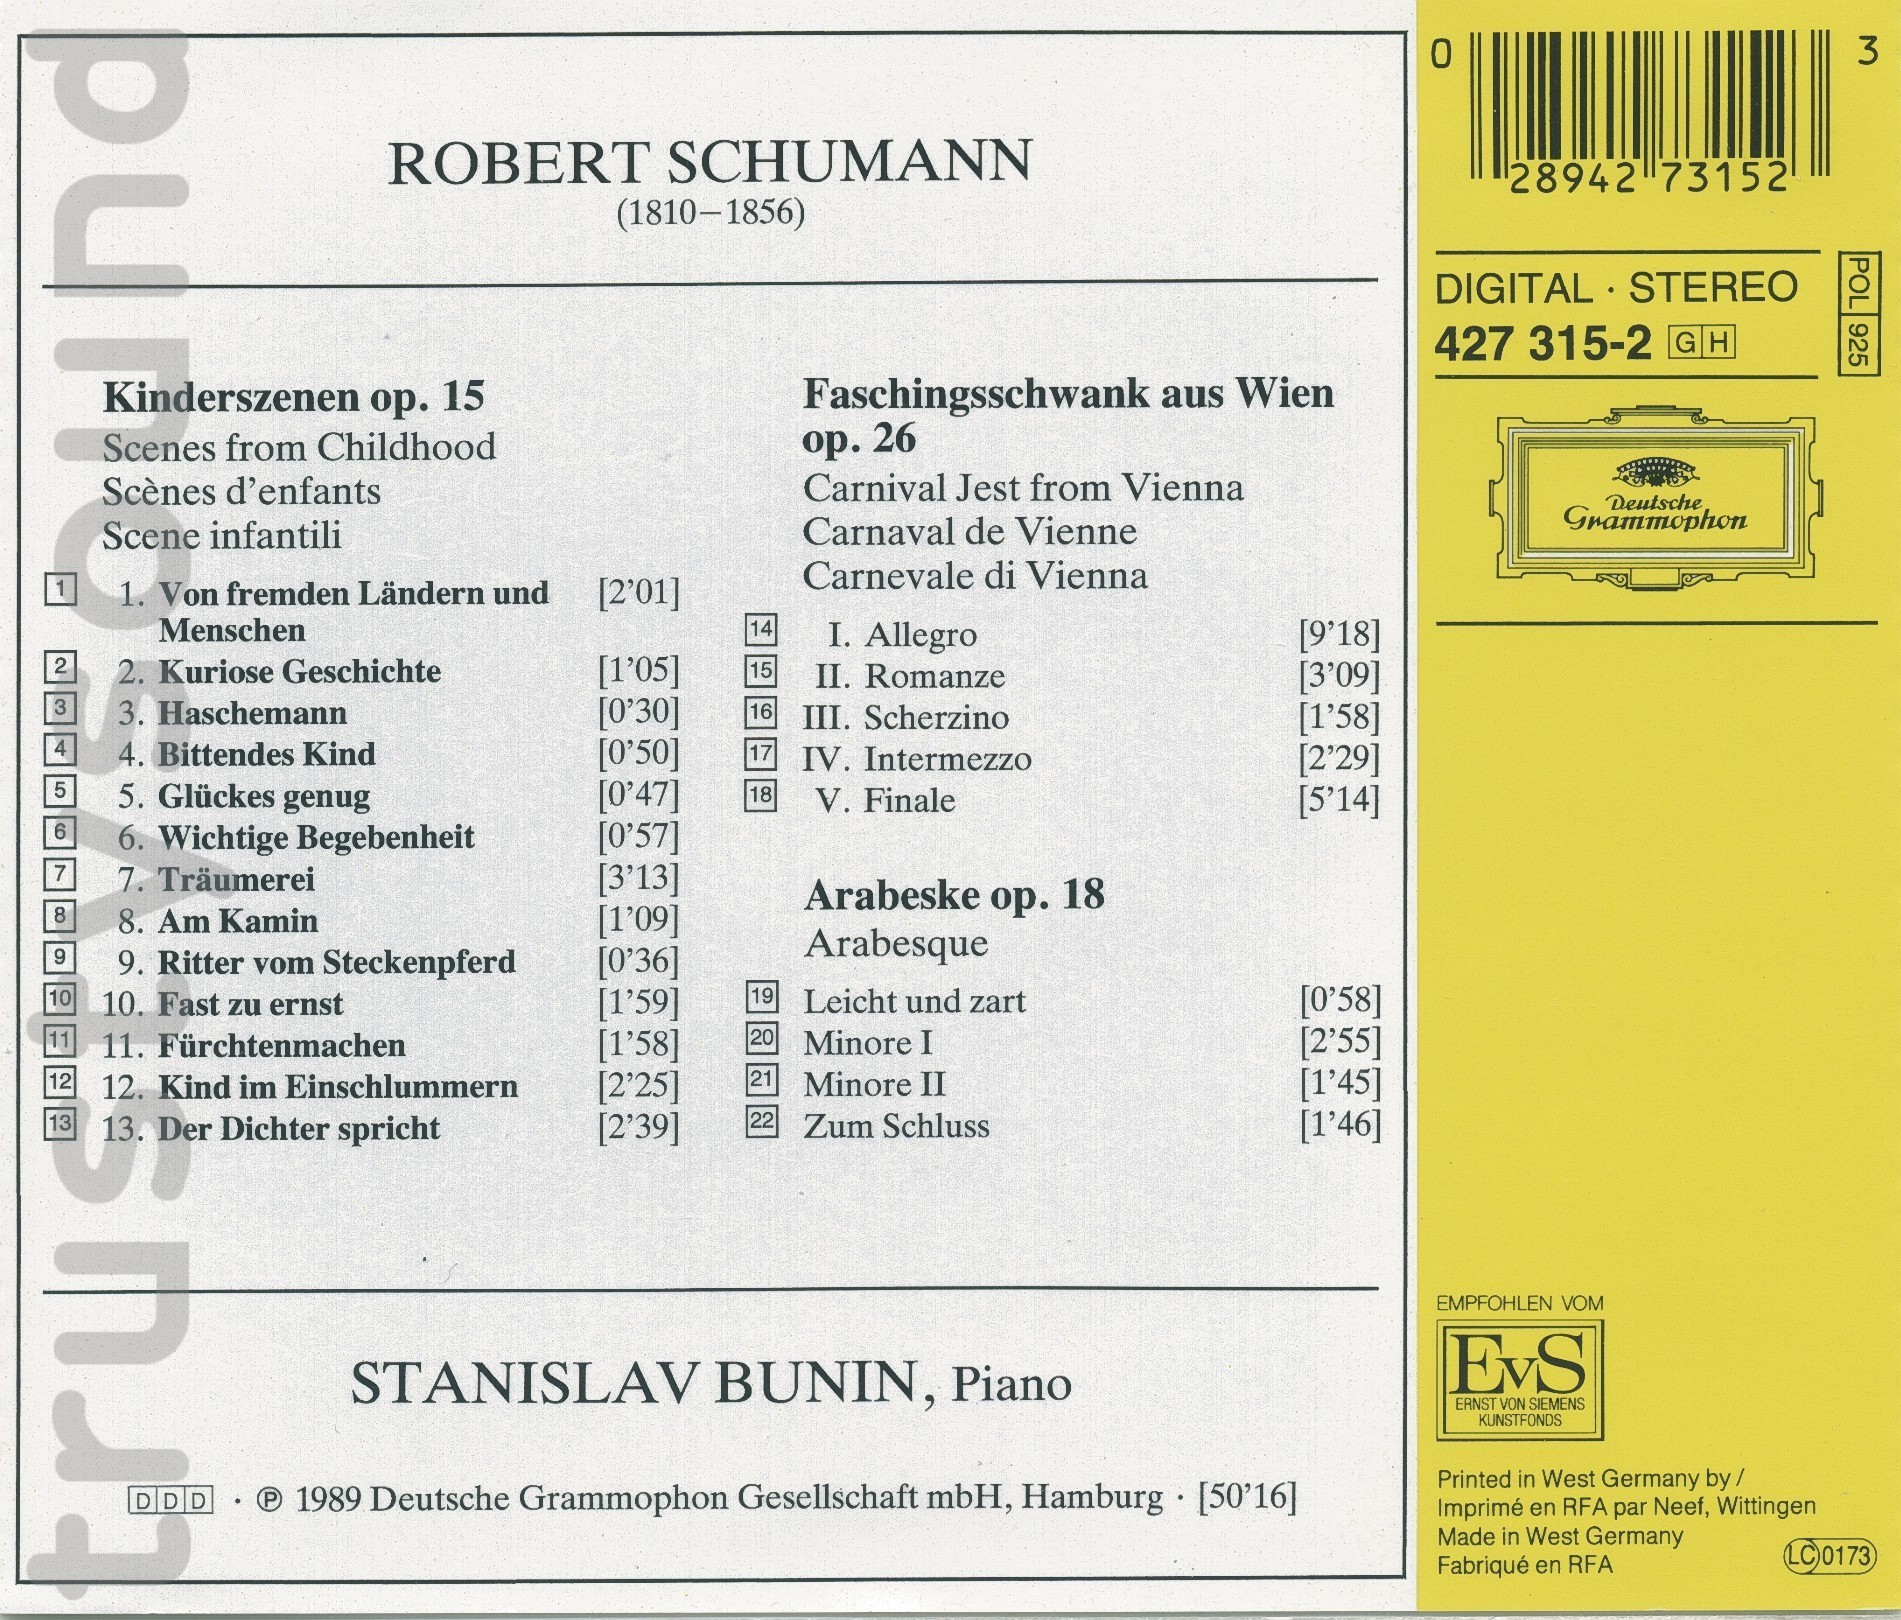 trustysound
ROBERT SCHUMANN
(1810–1856)
Kinderszenen op. 15
Scenes from Childhood
Scènes d'enfants
Scene infantili
1 1. Von fremden Ländern und [2'01]
Menschen
2 2. Kuriose Geschichte [1'05]
3 3. Haschemann [0'30]
4 4. Bittendes Kind [0'50]
5 5. Glückes genug [0'47]
6 6. Wichtige Begebenheit [0'57]
7 7. Träumerei [3'13]
8 8. Am Kamin [1'09]
9 9. Ritter vom Steckenpferd [0'36]
10 10. Fast zu ernst [1'59]
11 11. Fürchtenmachen [1'58]
12 12. Kind im Einschlummern [2'25]
13 13. Der Dichter spricht [2'39]
Faschingsschwank aus Wien
op. 26
Carnival Jest from Vienna
Carnaval de Vienne
Carnevale di Vienna
14 I. Allegro [9'18]
15 II. Romanze [3'09]
16 III. Scherzino [1'58]
17 IV. Intermezzo [2'29]
18 V. Finale [5'14]
Arabeske op. 18
Arabesque
19 Leicht und zart [0'58]
20 Minore I [2'55]
21 Minore II [1'45]
22 Zum Schluss [1'46]
STANISLAV BUNIN, Piano
DDD · ℗ 1989 Deutsche Grammophon Gesellschaft mbH, Hamburg · [50'16]
0 28942 73152 3
DIGITAL · STEREO
427 315-2 GH
POL 925
Deutsche
Grammophon
EMPFOHLEN VOM
EvS
ERNST VON SIEMENS
KUNSTFONDS
Printed in West Germany by /
Imprimé en RFA par Neef, Wittingen
Made in West Germany
Fabriqué en RFA
LC 0173